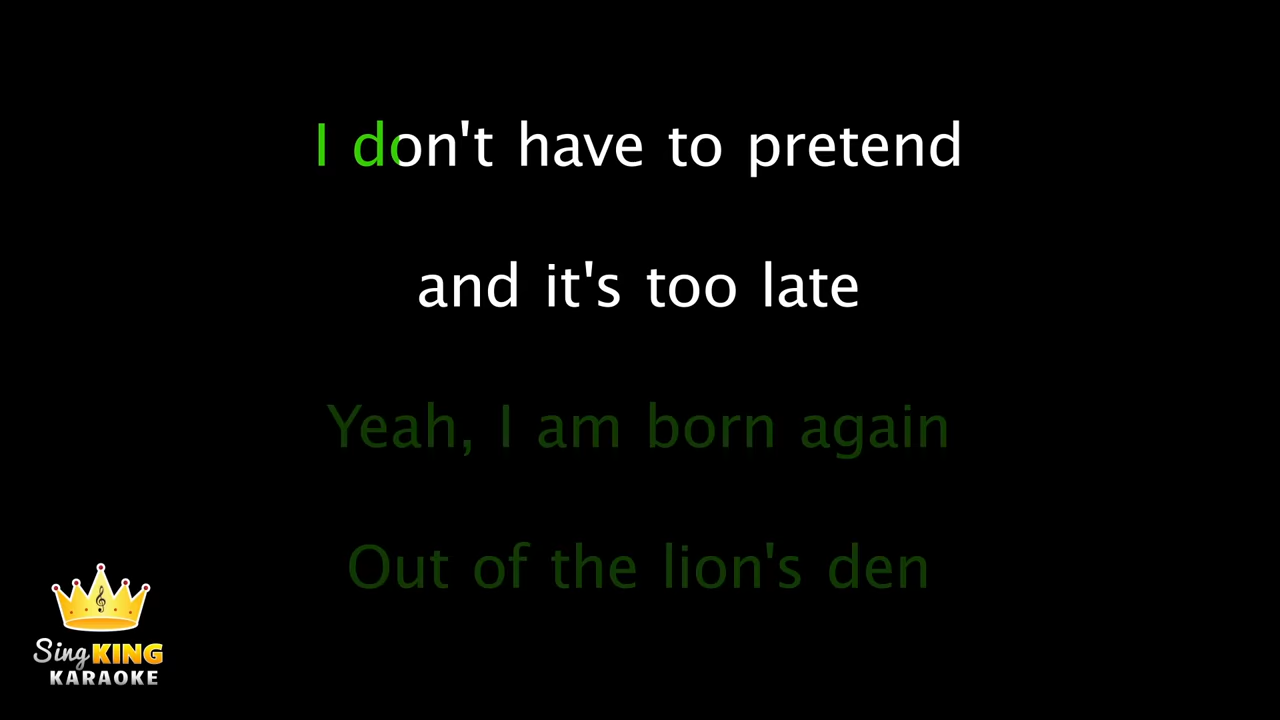 I don't have to pretend
and it's too late
Yeah, I am born again
Out of the lion's den
Sing KING
KARAOKE